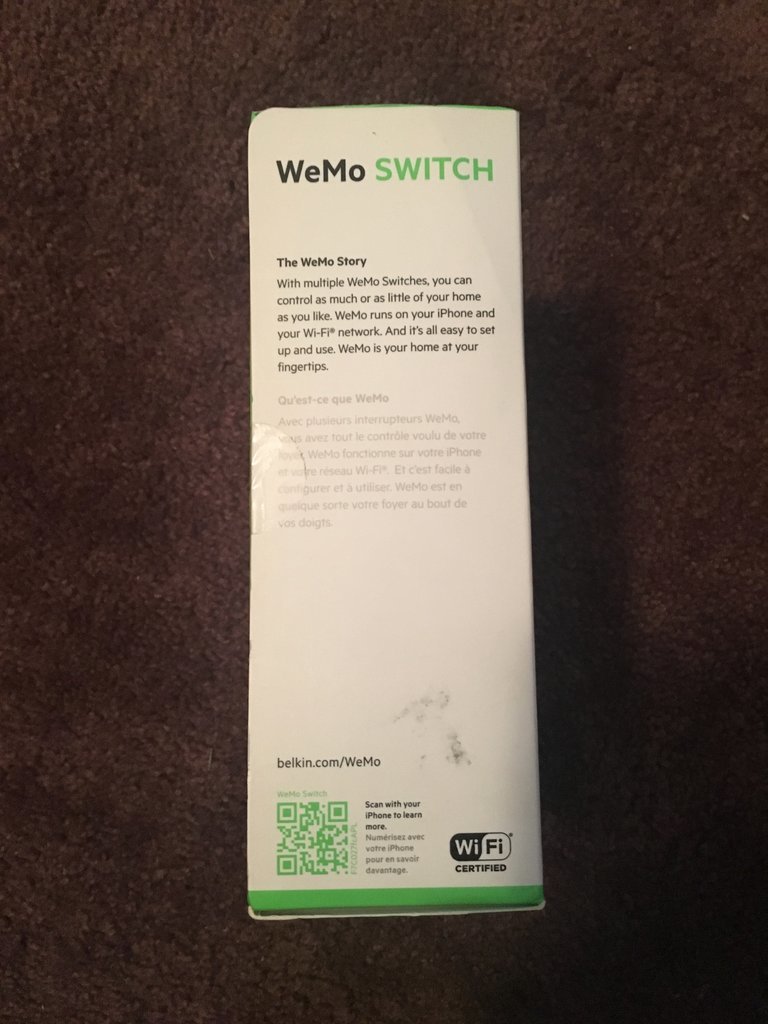 WeMo SWITCH
The WeMo Story
With multiple WeMo Switches, you can
control as much or as little of your home
as you like. WeMo runs on your iPhone and
your Wi-Fi® network. And it's all easy to set
up and use. WeMo is your home at your
fingertips.
Qu'est-ce que WeMo
Avec plusieurs interrupteurs WeMo,
vous avez tout le contrôle voulu de votre
foyer. WeMo fonctionne sur votre iPhone
et votre réseau Wi-Fi®. Et c'est facile à
configurer et à utiliser. WeMo est en
quelque sorte votre foyer au bout de
vos doigts.
belkin.com/WeMo
WeMo Switch
F7C027fcAPL
Scan with your
iPhone to learn
more.
Numérisez avec
votre iPhone
pour en savoir
davantage.
Wi Fi®
CERTIFIED